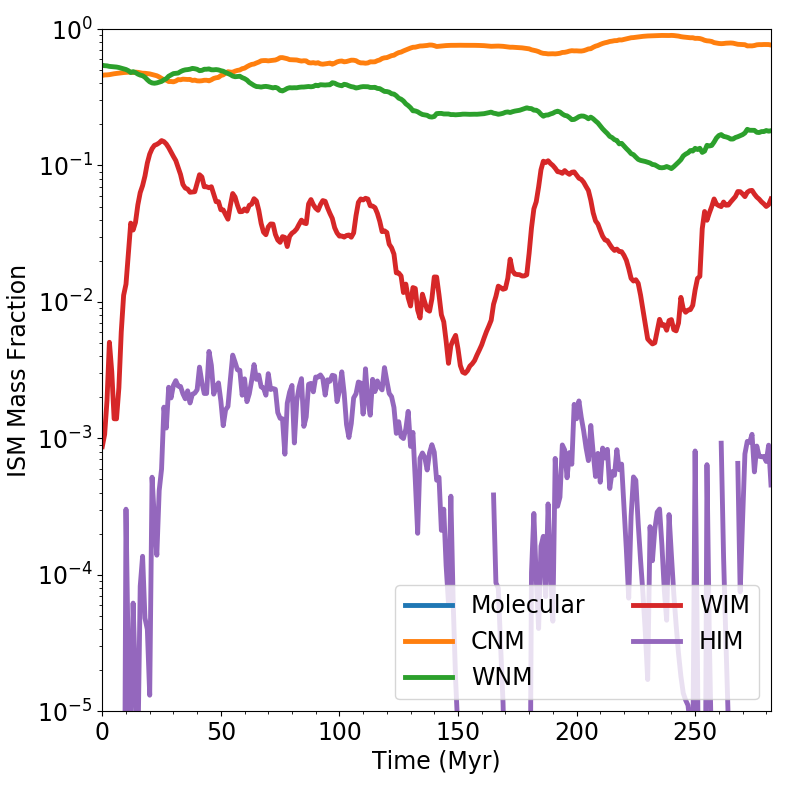 10⁰
10⁻¹
10⁻²
10⁻³
10⁻⁴
10⁻⁵
ISM Mass Fraction
Molecular
CNM
WNM
WIM
HIM
0 50 100 150 200 250
Time (Myr)